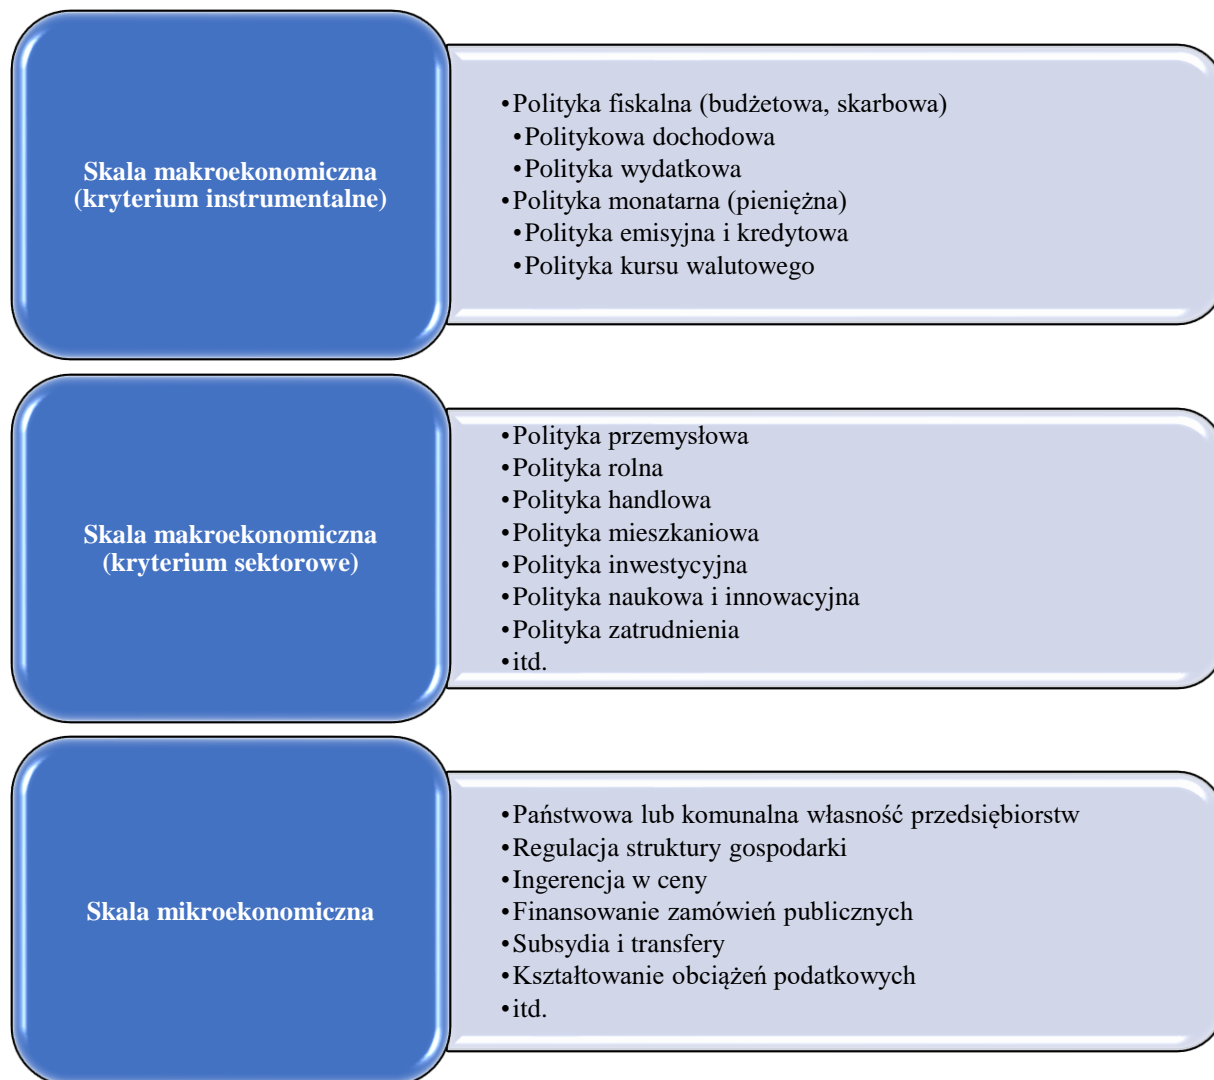 Skala makroekonomiczna
(kryterium instrumentalne)
•Polityka fiskalna (budżetowa, skarbowa)
•Politykowa dochodowa
•Polityka wydatkowa
•Polityka monatarna (pieniężna)
•Polityka emisyjna i kredytowa
•Polityka kursu walutowego
Skala makroekonomiczna
(kryterium sektorowe)
•Polityka przemysłowa
•Polityka rolna
•Polityka handlowa
•Polityka mieszkaniowa
•Polityka inwestycyjna
•Polityka naukowa i innowacyjna
•Polityka zatrudnienia
•itd.
Skala mikroekonomiczna
•Państwowa lub komunalna własność przedsiębiorstw
•Regulacja struktury gospodarki
•Ingerencja w ceny
•Finansowanie zamówień publicznych
•Subsydia i transfery
•Kształtowanie obciążeń podatkowych
•itd.